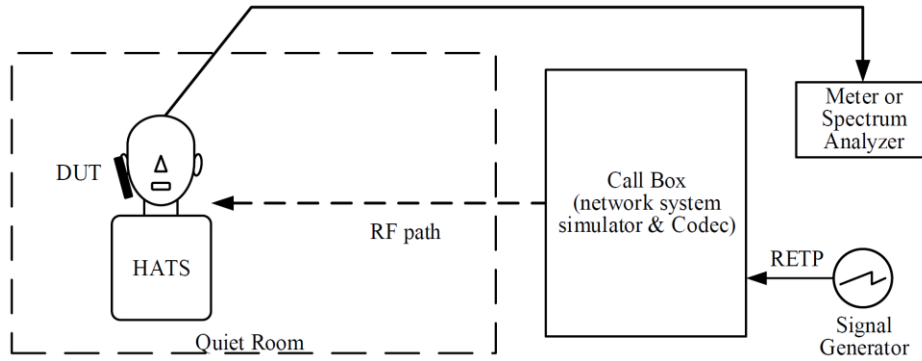 Meter or
Spectrum
Analyzer
DUT
Call Box
(network system
simulator & Codec)
RF path
HATS
RETP
Quiet Room
Signal
Generator